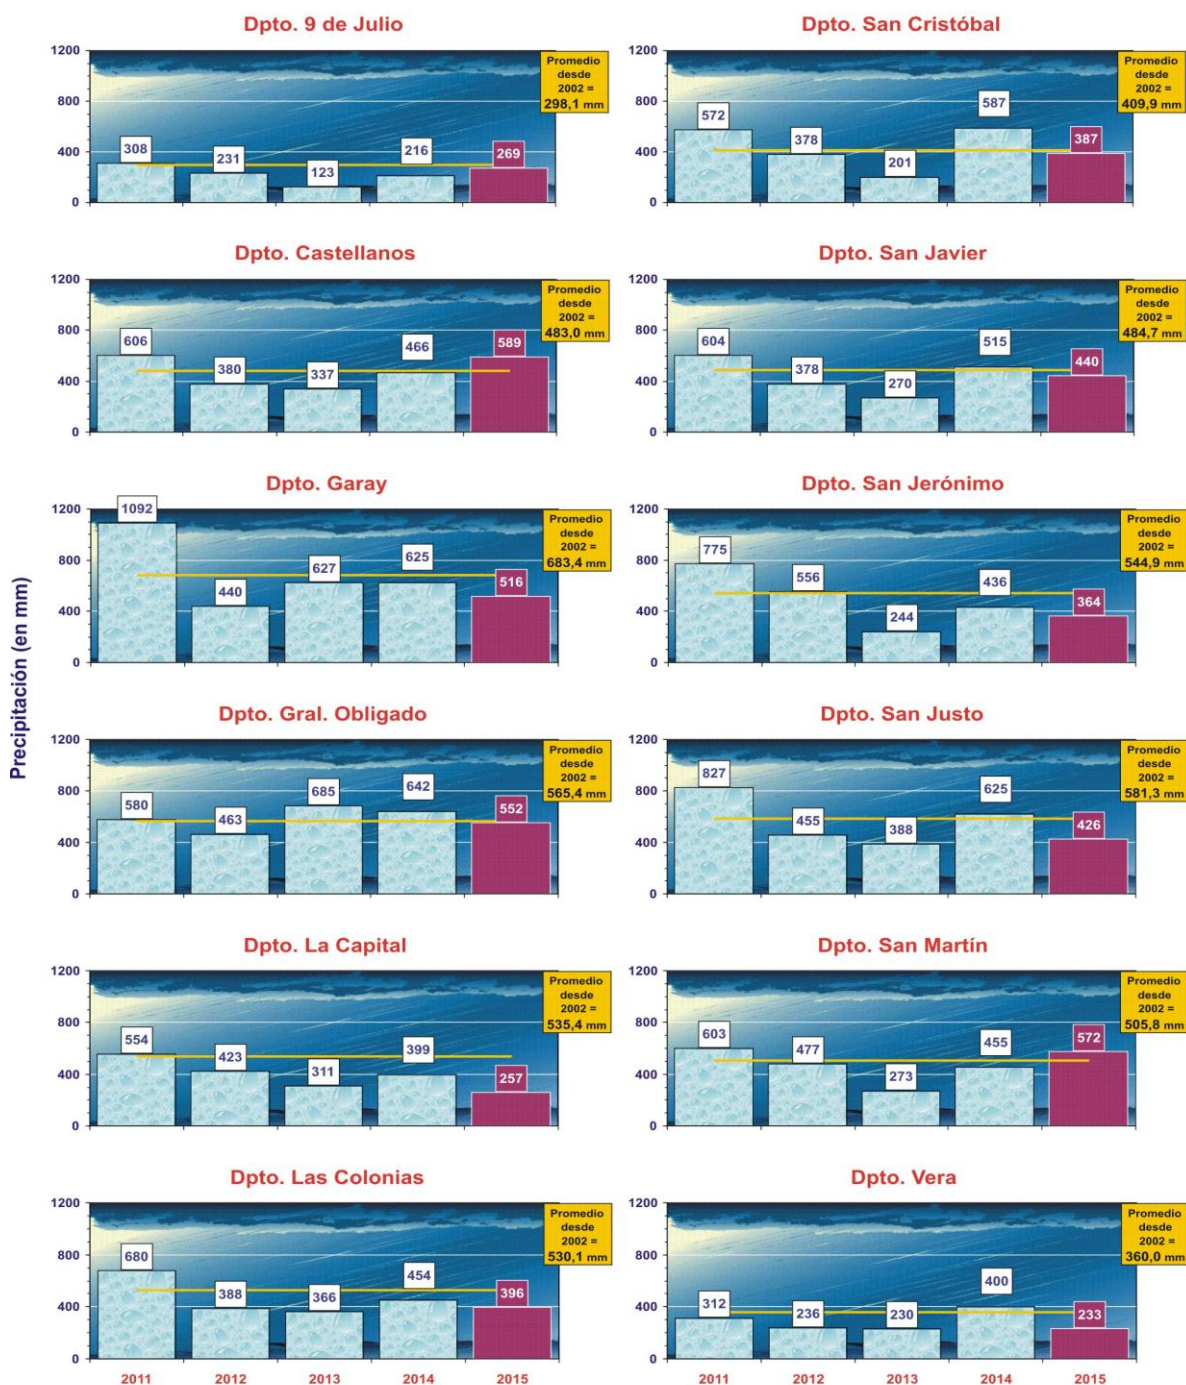 Precipitación (en mm)
Dpto. 9 de Julio
1200
800
400
0
308
231
123
216
269
Promedio
desde
2002 =
298,1 mm
Dpto. San Cristóbal
1200
800
400
0
572
378
201
587
387
Promedio
desde
2002 =
409,9 mm
Dpto. Castellanos
1200
800
400
0
606
380
337
466
589
Promedio
desde
2002 =
483,0 mm
Dpto. San Javier
1200
800
400
0
604
378
270
515
440
Promedio
desde
2002 =
484,7 mm
Dpto. Garay
1200
800
400
0
1092
440
627
625
516
Promedio
desde
2002 =
683,4 mm
Dpto. San Jerónimo
1200
800
400
0
775
556
244
436
364
Promedio
desde
2002 =
544,9 mm
Dpto. Gral. Obligado
1200
800
400
0
580
463
685
642
552
Promedio
desde
2002 =
565,4 mm
Dpto. San Justo
1200
800
400
0
827
455
388
625
426
Promedio
desde
2002 =
581,3 mm
Dpto. La Capital
1200
800
400
0
554
423
311
399
257
Promedio
desde
2002 =
535,4 mm
Dpto. San Martín
1200
800
400
0
603
477
273
455
572
Promedio
desde
2002 =
505,8 mm
Dpto. Las Colonias
1200
800
400
0
680
388
366
454
396
Promedio
desde
2002 =
530,1 mm
2011 2012 2013 2014 2015
Dpto. Vera
1200
800
400
0
312
236
230
400
233
Promedio
desde
2002 =
360,0 mm
2011 2012 2013 2014 2015